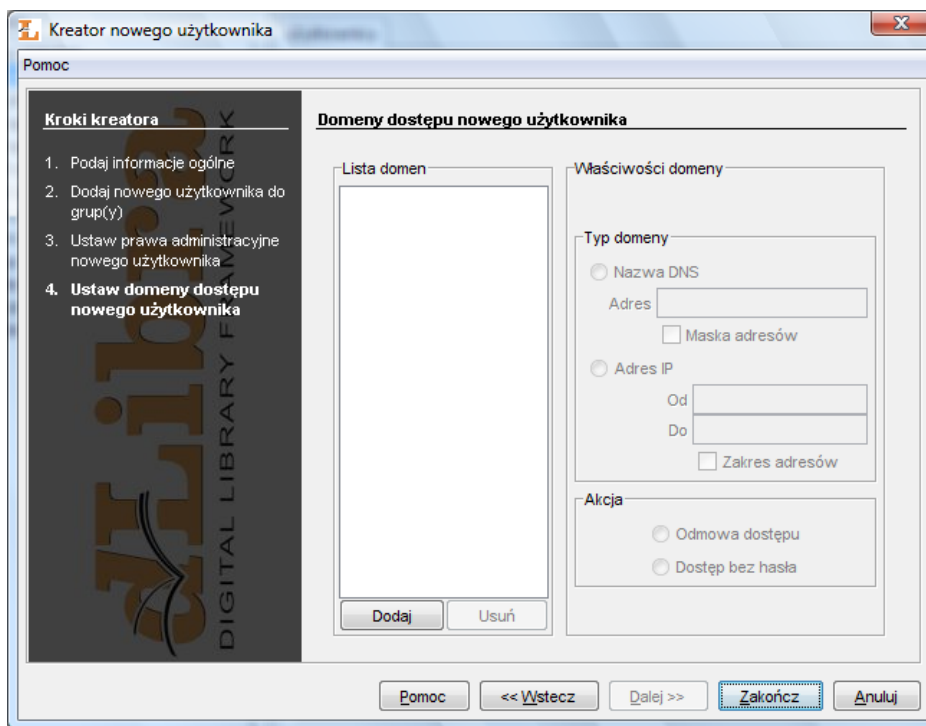 Kreator nowego użytkownika
Pomoc
Kroki kreatora
1. Podaj informacje ogólne
2. Dodaj nowego użytkownika do
grup(y)
3. Ustaw prawa administracyjne
nowego użytkownika
4. Ustaw domeny dostępu
nowego użytkownika
dLibra
DIGITAL LIBRARY FRAMEWORK
Domeny dostępu nowego użytkownika
Lista domen
Dodaj
Usuń
Właściwości domeny
Typ domeny
Nazwa DNS
Adres
Maska adresów
Adres IP
Od
Do
Zakres adresów
Akcja
Odmowa dostępu
Dostęp bez hasła
Pomoc
<< Wstecz
Dalej >>
Zakończ
Anuluj